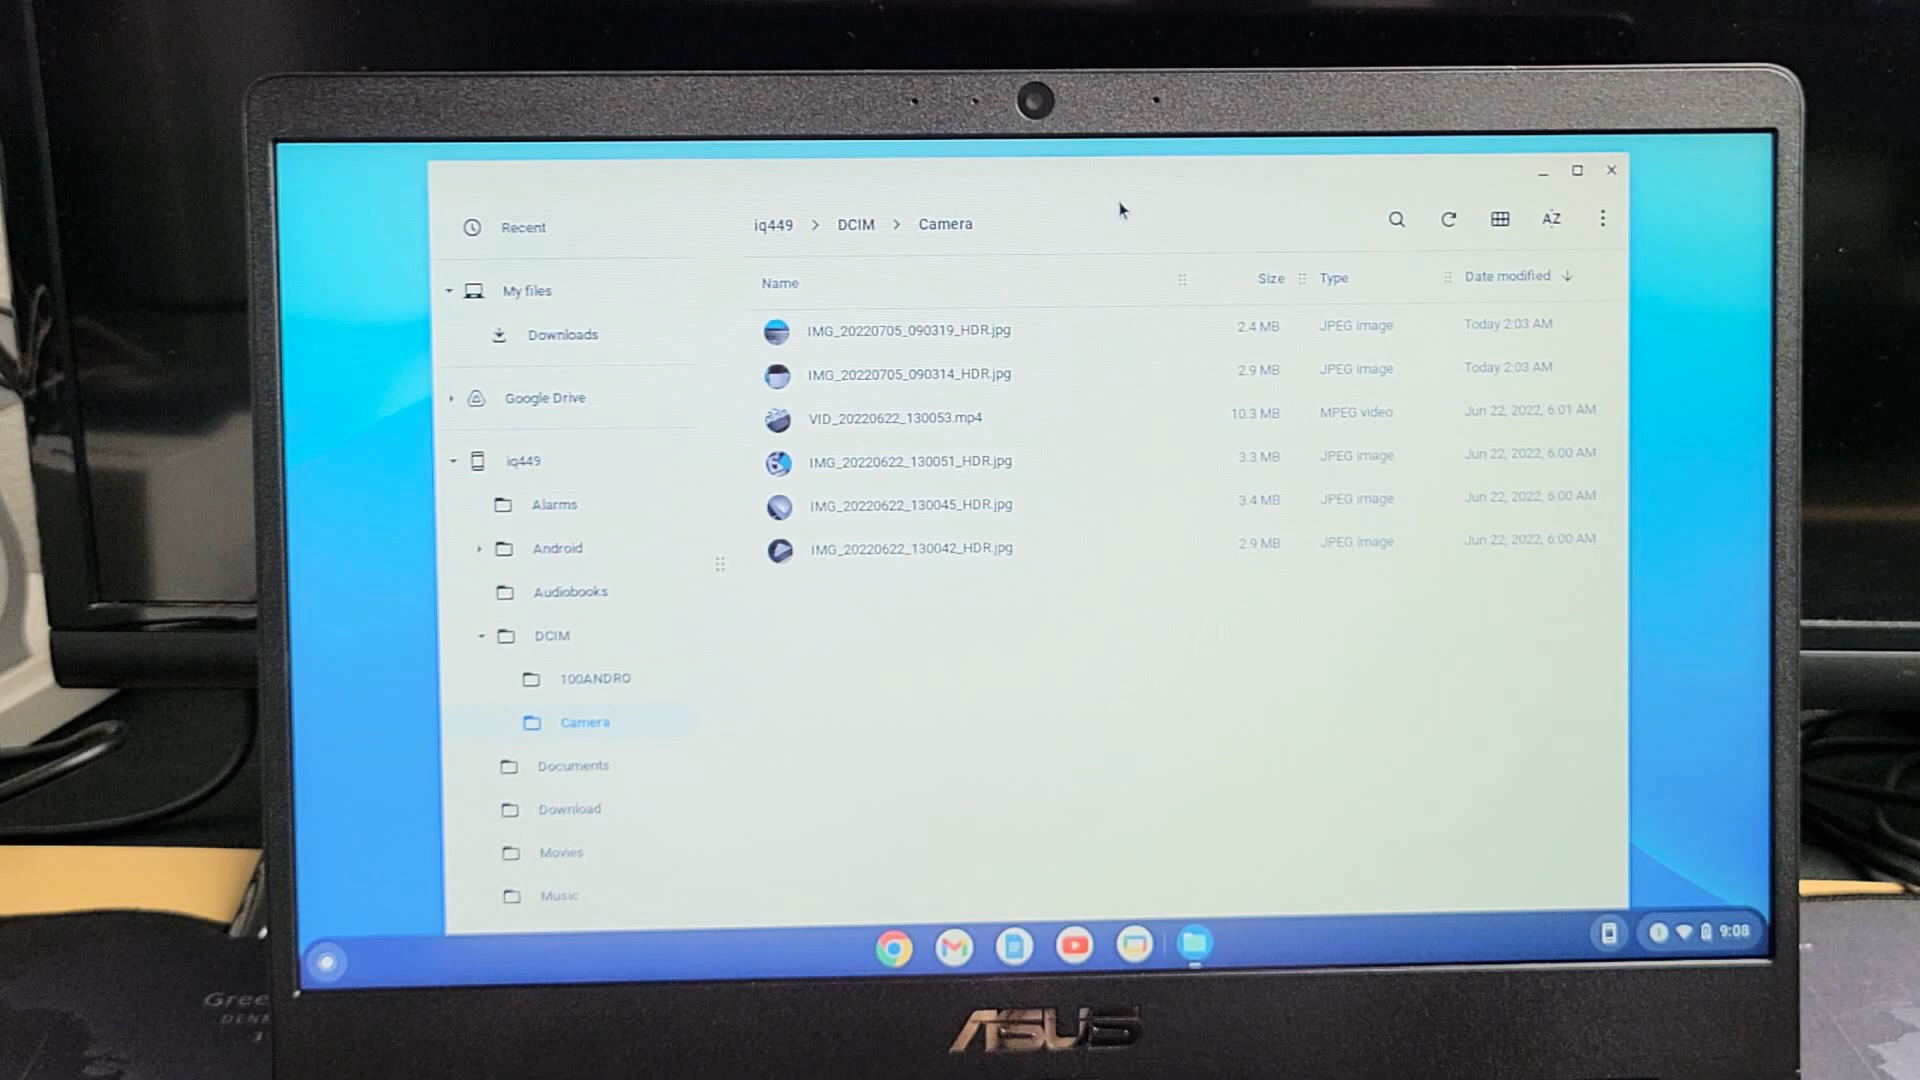 Recent
My files
Downloads
Google Drive
iq449
Alarms
Android
Audiobooks
DCIM
100ANDRO
Camera
Documents
Download
Movies
Music
iq449 > DCIM > Camera
AZ
Name Size Type Date modified
IMG_20220705_090319_HDR.jpg 2.4 MB JPEG image Today 2:03 AM
IMG_20220705_090314_HDR.jpg 2.9 MB JPEG image Today 2:03 AM
VID_20220622_130053.mp4 10.3 MB MPEG video Jun 22, 2022, 6:01 AM
IMG_20220622_130051_HDR.jpg 3.3 MB JPEG image Jun 22, 2022, 6:00 AM
IMG_20220622_130045_HDR.jpg 3.4 MB JPEG image Jun 22, 2022, 6:00 AM
IMG_20220622_130042_HDR.jpg 2.9 MB JPEG image Jun 22, 2022, 6:00 AM
1 9:08
ASUS